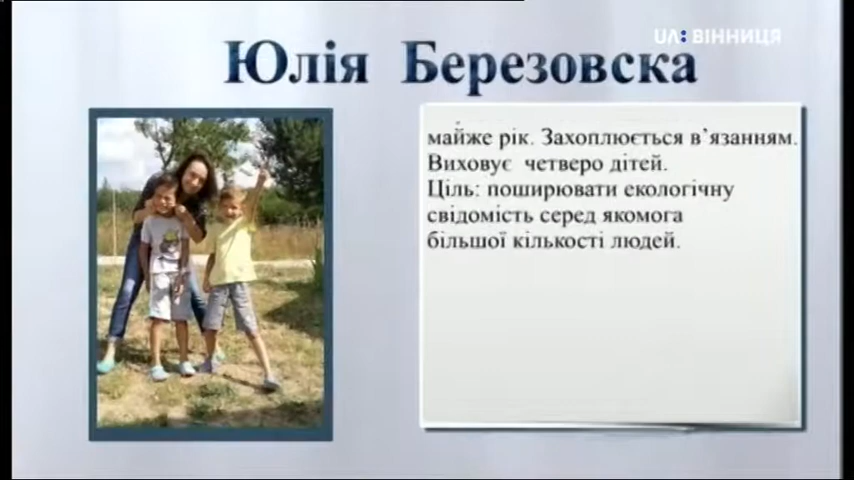 UA: ВІННИЦЯ
Юлія Березовска
майже рік. Захоплюється в’язанням.
Виховує четверо дітей.
Ціль: поширювати екологічну
свідомість серед якомога
більшої кількості людей.